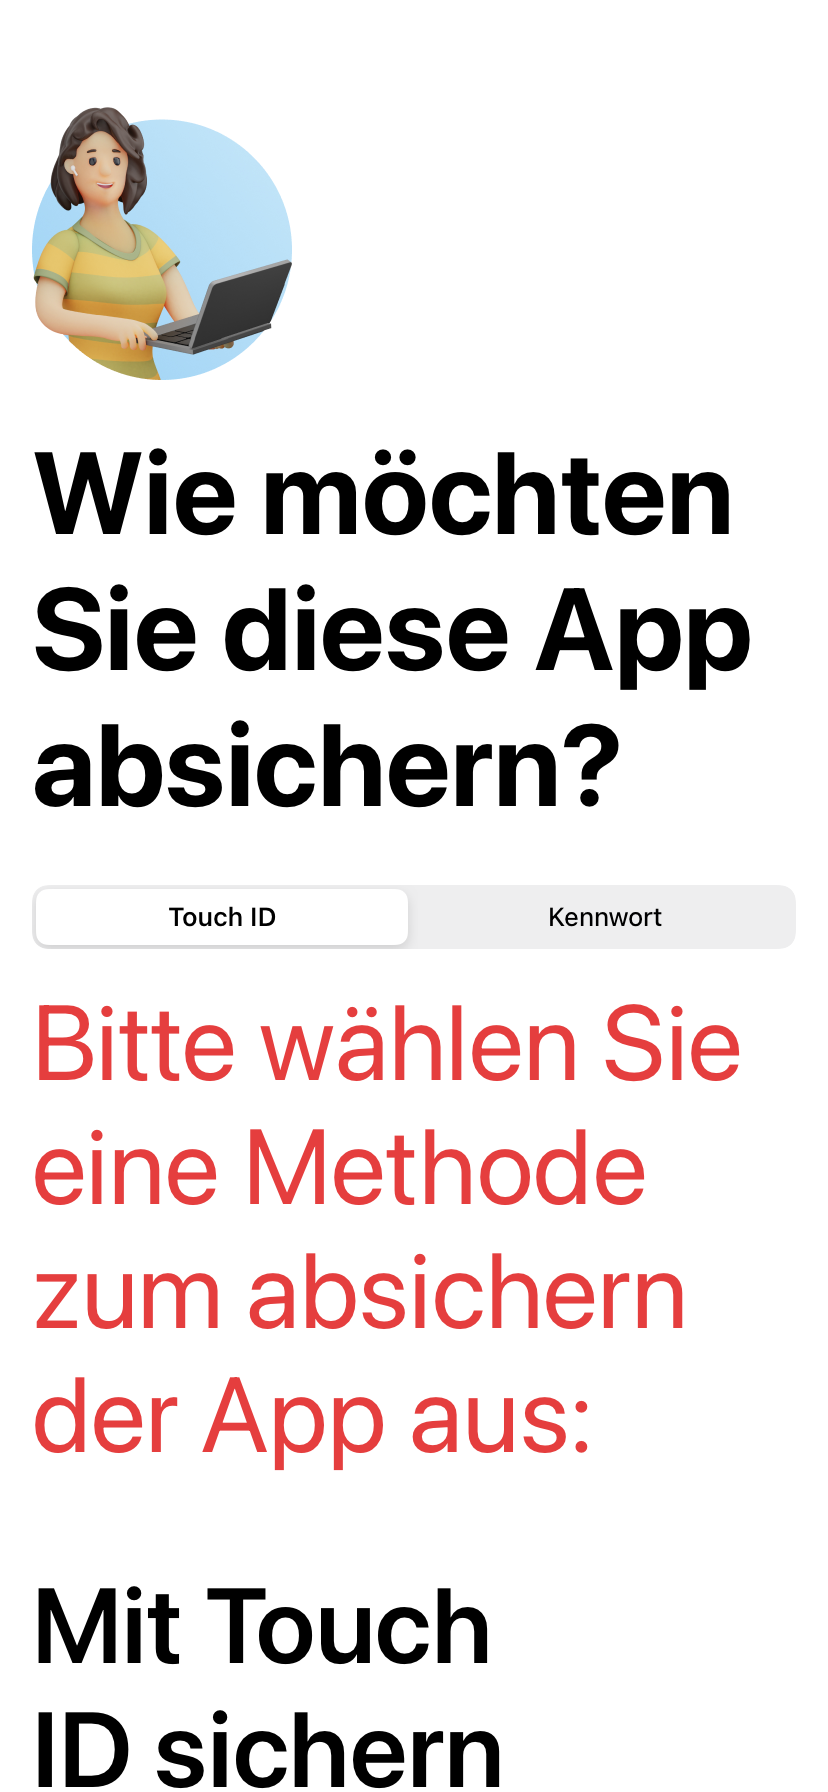 Wie möchten
Sie diese App
absichern?
Touch ID
Kennwort
Bitte wählen Sie
eine Methode
zum absichern
der App aus:
Mit Touch
ID sichern